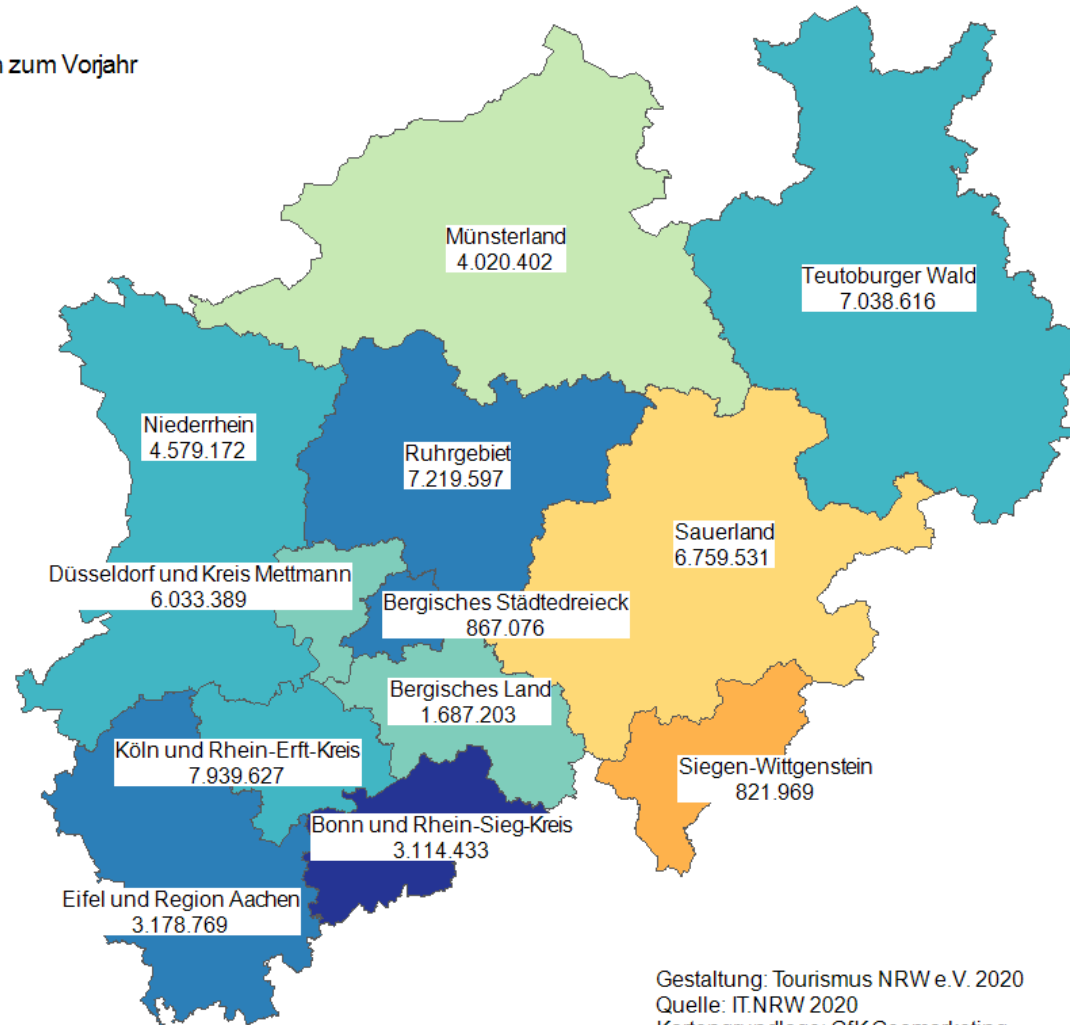 zum Vorjahr
Münsterland
4.020.402
Teutoburger Wald
7.038.616
Niederrhein
4.579.172
Ruhrgebiet
7.219.597
Sauerland
6.759.531
Düsseldorf und Kreis Mettmann
6.033.389
Bergisches Städtedreieck
867.076
Bergisches Land
1.687.203
Köln und Rhein-Erft-Kreis
7.939.627
Siegen-Wittgenstein
821.969
Bonn und Rhein-Sieg-Kreis
3.114.433
Eifel und Region Aachen
3.178.769
Gestaltung: Tourismus NRW e.V. 2020
Quelle: IT.NRW 2020